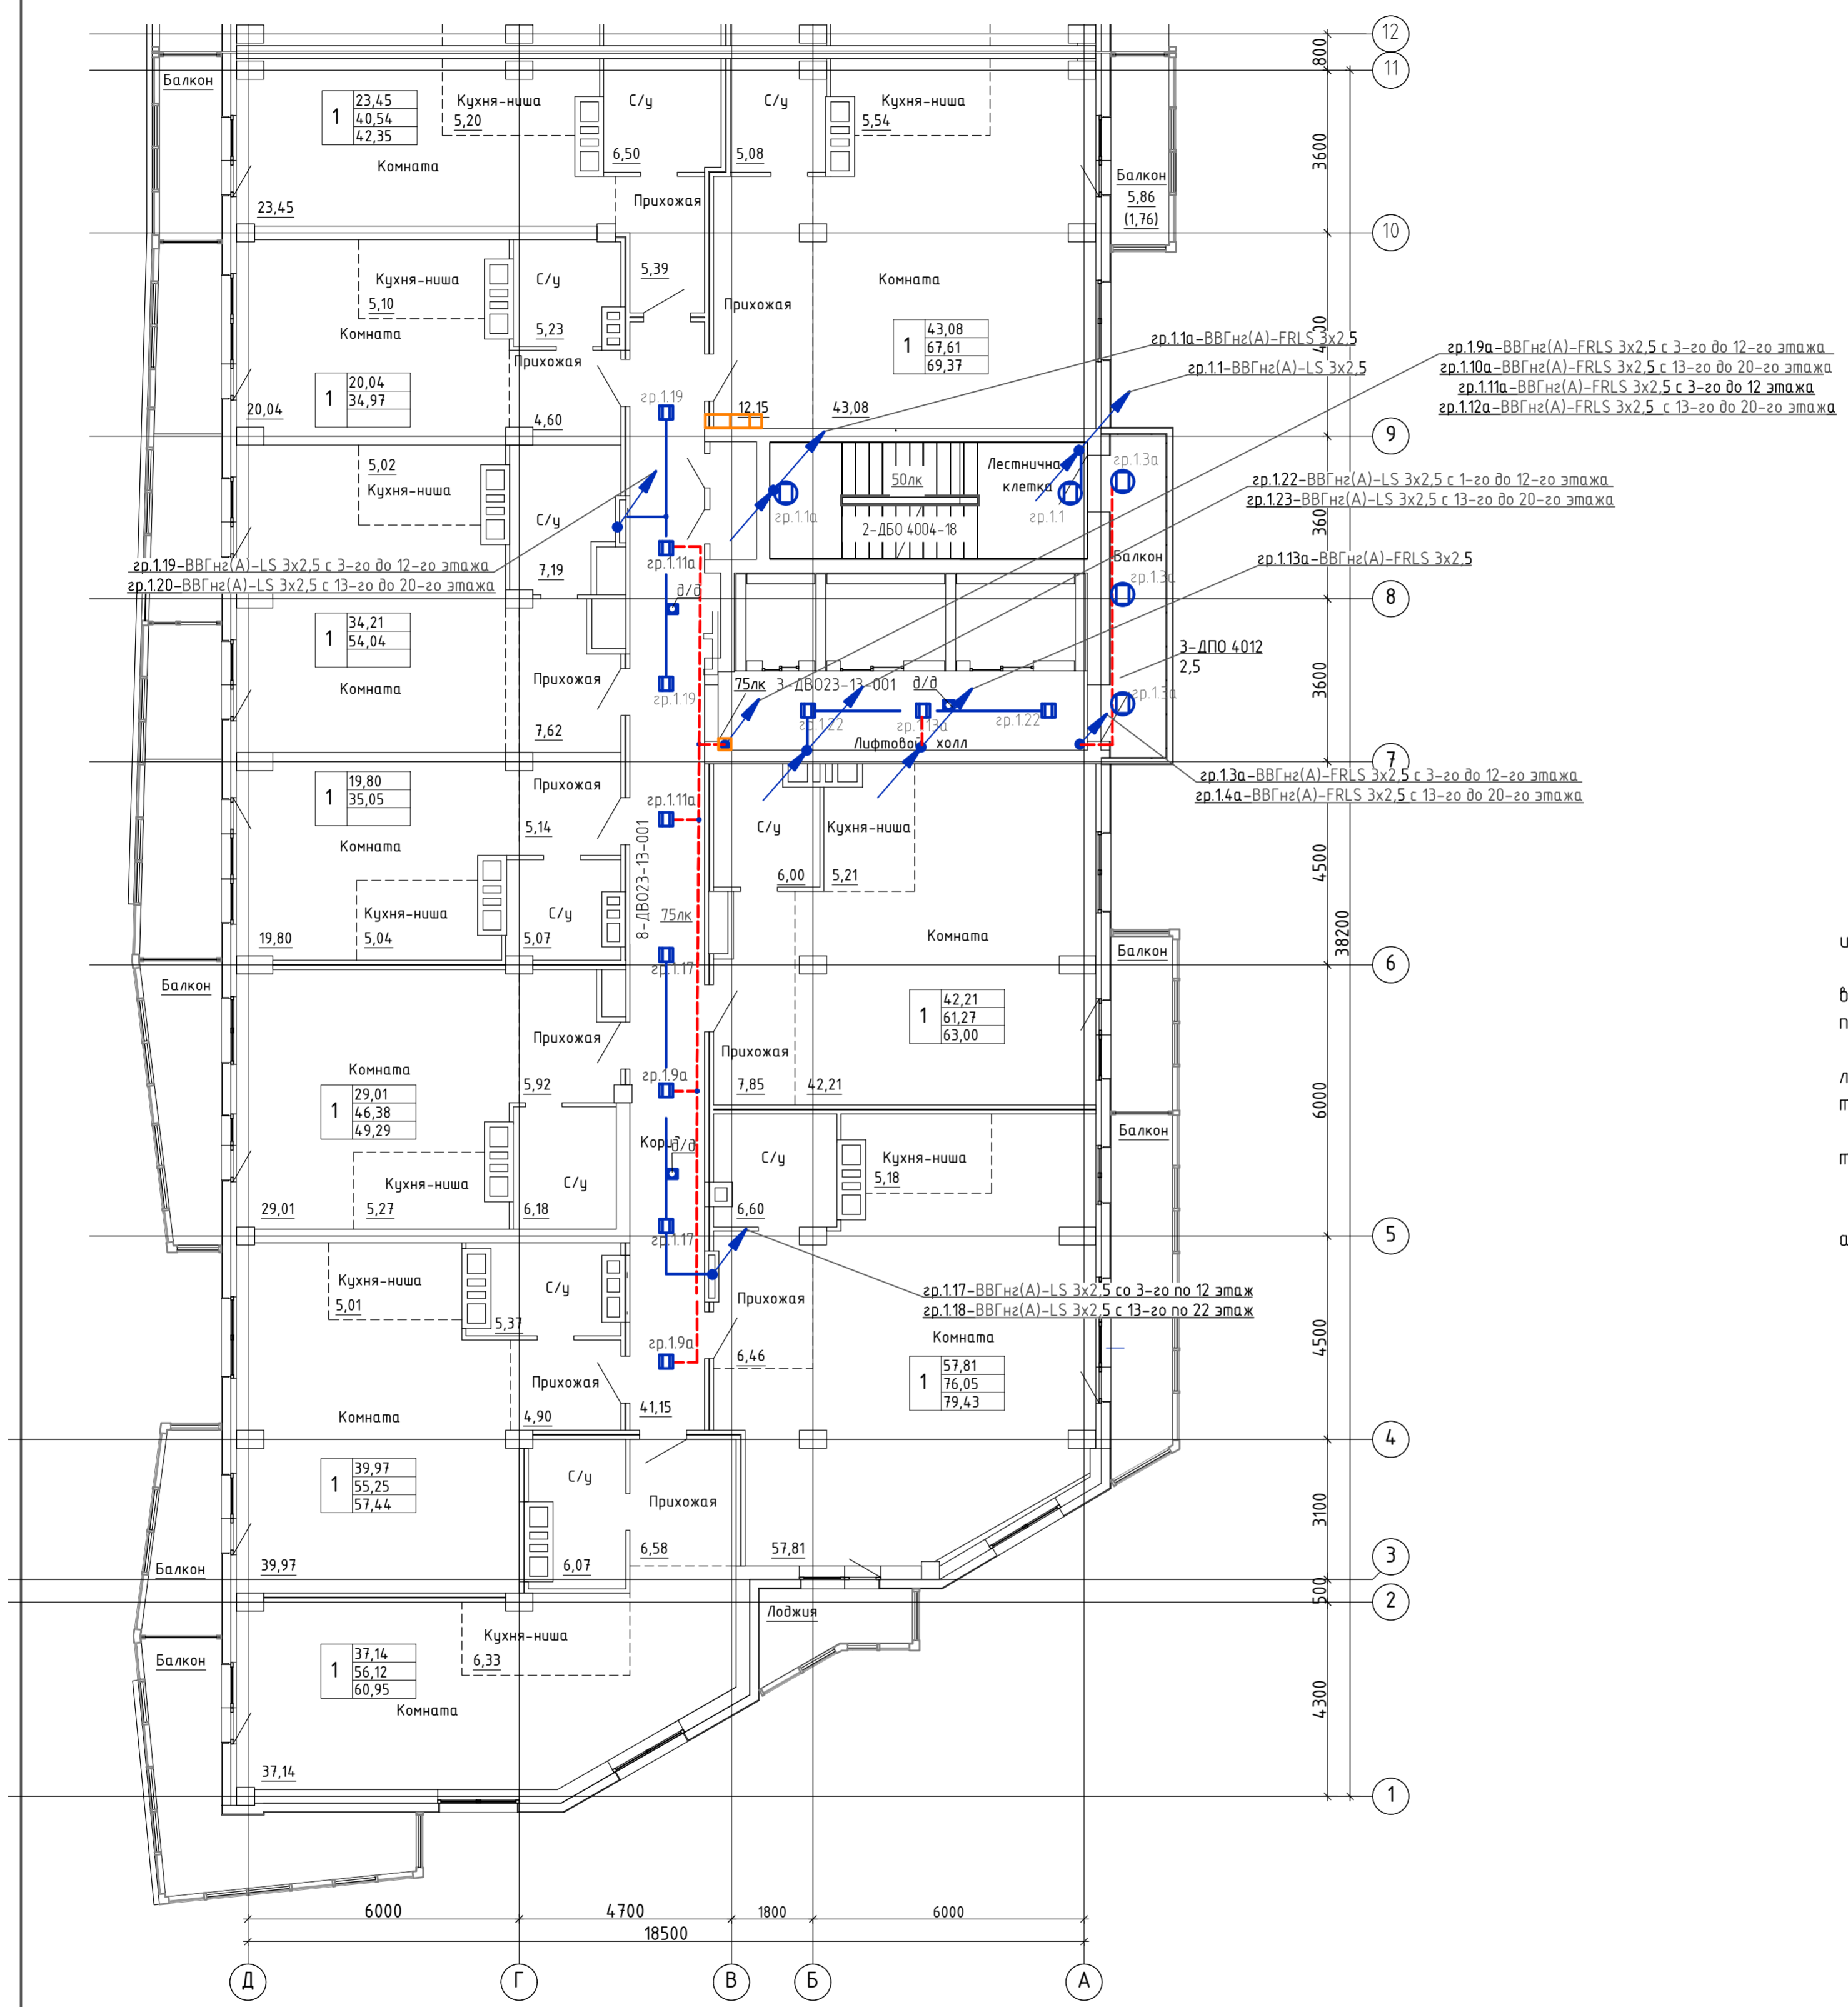 12
800
11
Балкон
1
23,45
40,54
42,35
Кухня-ниша
5,20
С/у
С/у
Кухня-ниша
5,54
3600
Комната
6,50
5,08
Балкон
5,86
(1,76)
Прихожая
23,45
10
Кухня-ниша
5,10
С/у
5,39
Комната
Прихожая
Комната
5,23
Прихожая
1
43,08
67,61
69,37
гр.1.1а-ВВГнг(А)-FRLS 3х2,5
гр.1.1-ВВГнг(А)-LS 3х2,5
гр.1.9а-ВВГнг(А)-FRLS 3х2,5 с 3-го до 12-го этажа
гр.1.10а-ВВГнг(А)-FRLS 3х2,5 с 13-го до 20-го этажа
гр.1.11а-ВВГнг(А)-FRLS 3х2,5 с 3-го до 12 этажа
гр.1.12а-ВВГнг(А)-FRLS 3х2,5 с 13-го до 20-го этажа
1
20,04
34,97
гр.1.19
20,04
4,60
12,15
43,08
9
5,02
Кухня-ниша
Лестнична
клетка
50лк
гр.1.3а
гр.1.22-ВВГнг(А)-LS 3х2,5 с 1-го до 12-го этажа
гр.1.23-ВВГнг(А)-LS 3х2,5 с 13-го до 20-го этажа
С/у
гр.1.1а
гр.1.1
2-ДБО 4004-18
Балкон
гр.1.19-ВВГнг(А)-LS 3х2,5 с 3-го до 12-го этажа
гр.1.20-ВВГнг(А)-LS 3х2,5 с 13-го до 20-го этажа
7,19
гр.1.11а
гр.1.13а-ВВГнг(А)-FRLS 3х2,5
гр.1.3а
д/д
8
1
34,21
54,04
3-ДПО 4012
2,5
3600
Комната
Прихожая
гр.1.19
75лк
3-ДВО23-13-001
д/д
гр.1.3а
гр.1.22
гр.1.13а
гр.1.22
7,62
Лифтовой холл
7
1
19,80
35,05
Прихожая
гр.1.3а-ВВГнг(А)-FRLS 3х2,5 с 3-го до 12-го этажа
гр.1.4а-ВВГнг(А)-FRLS 3х2,5 с 13-го до 20-го этажа
гр.1.11а
5,14
С/у
Кухня-ниша
Комната
8-ДВО23-13-001
6,00
5,21
4500
Кухня-ниша
5,04
С/у
75лк
19,80
5,07
Комната
38200
Балкон
6
Балкон
гр.1.17
1
42,21
61,27
63,00
Прихожая
Прихожая
Комната
гр.1.9а
5,92
7,85
42,21
1
29,01
46,38
49,29
6000
Балкон
д/д
С/у
Кухня-ниша
5,18
Кухня-ниша
С/у
29,01
5,27
6,18
6,60
5
гр.1.17
Кухня-ниша
5,01
С/у
5,37
Прихожая
гр.1.17-ВВГнг(А)-LS 3х2,5 со 3-го по 12 этаж
гр.1.18-ВВГнг(А)-LS 3х2,5 с 13-го по 22 этаж
Комната
гр.1.9а
6,46
4500
1
57,81
76,05
79,43
Прихожая
Комната
4,90
41,15
4
1
39,97
55,25
57,44
С/у
Прихожая
3100
Балкон
39,97
6,07
6,58
57,81
3
500
2
Лоджия
Кухня-ниша
6,33
Балкон
1
37,14
56,12
60,95
Комната
4300
37,14
1
6000
4700
1800
6000
18500
Д
Г
В
Б
А